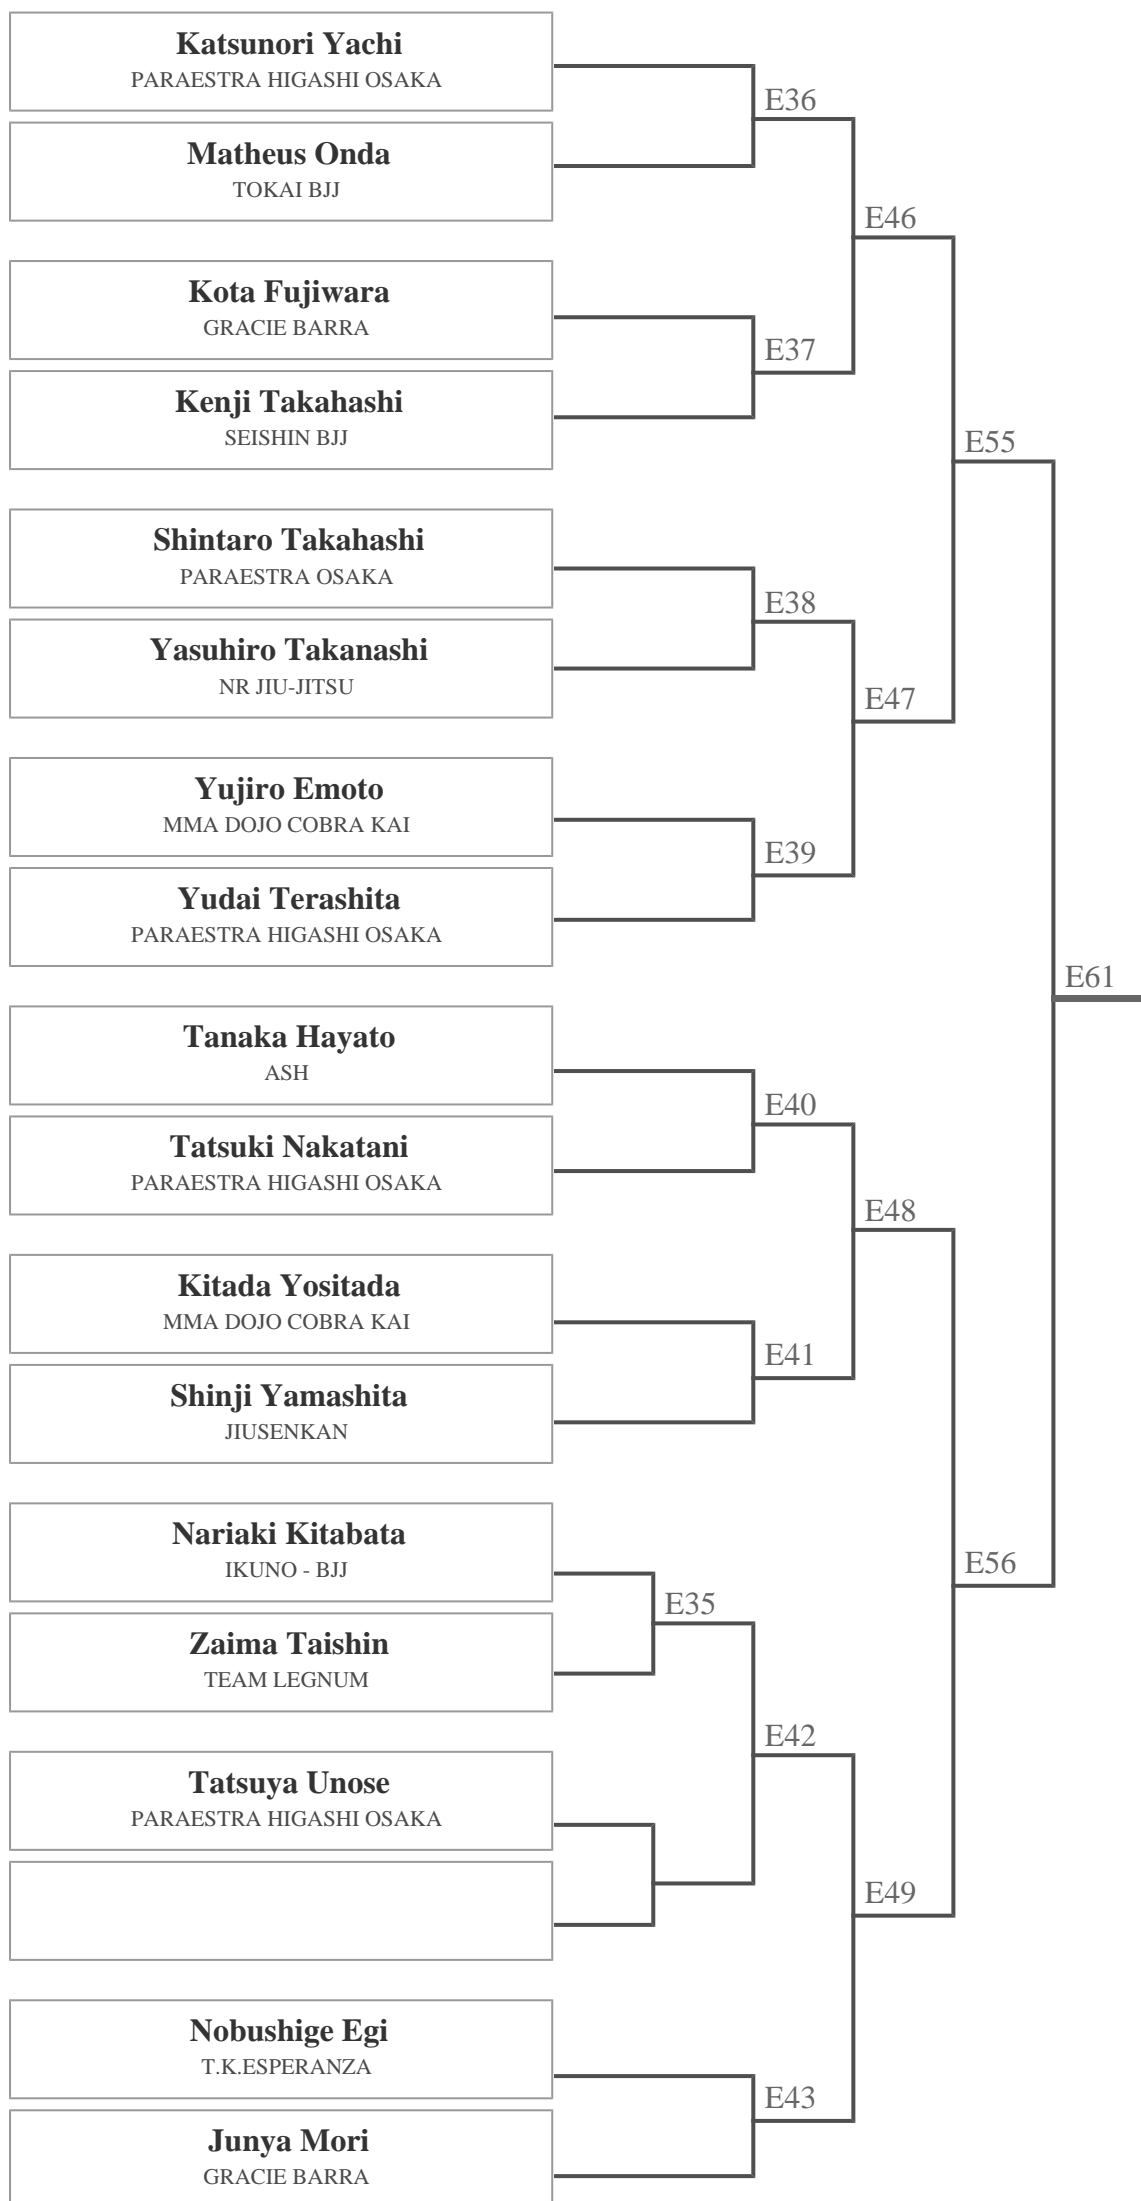 Katsunori Yachi
PARAESTRA HIGASHI OSAKA
E36
Matheus Onda
TOKAI BJJ
E46
Kota Fujiwara
GRACIE BARRA
E37
Kenji Takahashi
SEISHIN BJJ
E55
Shintaro Takahashi
PARAESTRA OSAKA
E38
Yasuhiro Takanashi
NR JIU-JITSU
E47
Yujiro Emoto
MMA DOJO COBRA KAI
E39
Yudai Terashita
PARAESTRA HIGASHI OSAKA
E61
Tanaka Hayato
ASH
E40
Tatsuki Nakatani
PARAESTRA HIGASHI OSAKA
E48
Kitada Yositada
MMA DOJO COBRA KAI
E41
Shinji Yamashita
JIUSENKAN
Nariaki Kitabata
IKUNO - BJJ
E56
E35
Zaima Taishin
TEAM LEGNUM
E42
Tatsuya Unose
PARAESTRA HIGASHI OSAKA
E49
Nobushige Egi
T.K.ESPERANZA
E43
Junya Mori
GRACIE BARRA